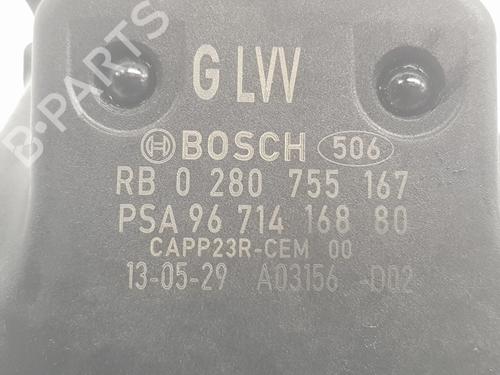 G LVV
BOSCH 506
RB 0 280 755 167
PSA 96 714 168 80
CAPP23R-CEM 00
13-05-29 A03156 D02
B-PARTS